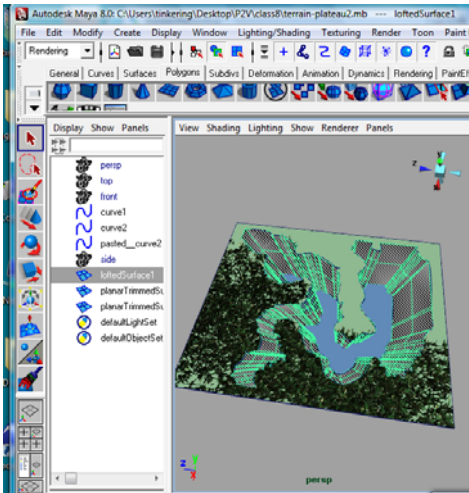 Autodesk Maya 8.0: C:\Users\tinkering\Desktop\P2V\class8\terrain-plateau2.mb --- loftedSurface1
File Edit Modify Create Display Window Lighting/Shading Texturing Render Toon Paint
Rendering
General Curves Surfaces Polygons Subdivs Deformation Animation Dynamics Rendering PaintEf
Display Show Panels
View Shading Lighting Show Renderer Panels
persp
top
front
curve1
curve2
pasted__curve2
side
loftedSurface1
planarTrimmedSu
planarTrimmedSu
defaultLightSet
defaultObjectSet
z
y
z
x
persp